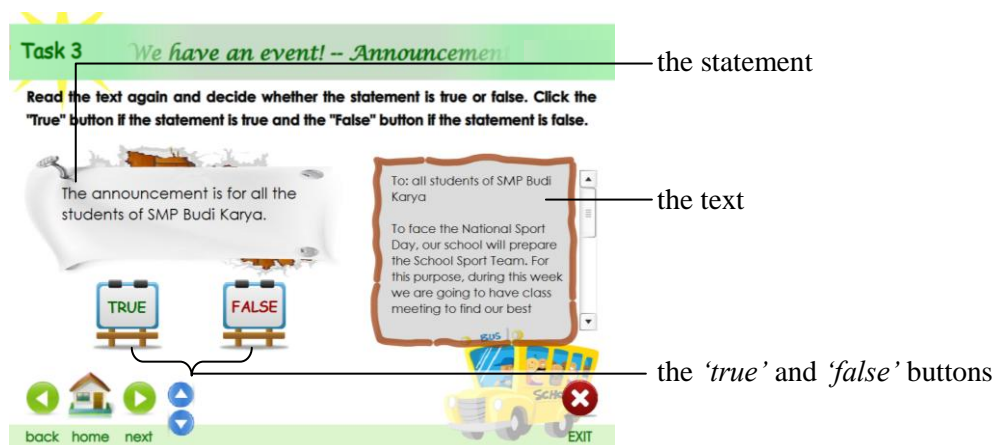 Task 3
We have an event! -- Announcement
the statement
Read the text again and decide whether the statement is true or false. Click the
"True" button if the statement is true and the "False" button if the statement is false.
The announcement is for all the
students of SMP Budi Karya.
To: all students of SMP Budi
Karya
the text
To face the National Sport
Day, our school will prepare
the School Sport Team. For
this purpose, during this week
we are going to have class
meeting to find our best
TRUE
FALSE
BUS
the ‘true’ and ‘false’ buttons
back home next
EXIT